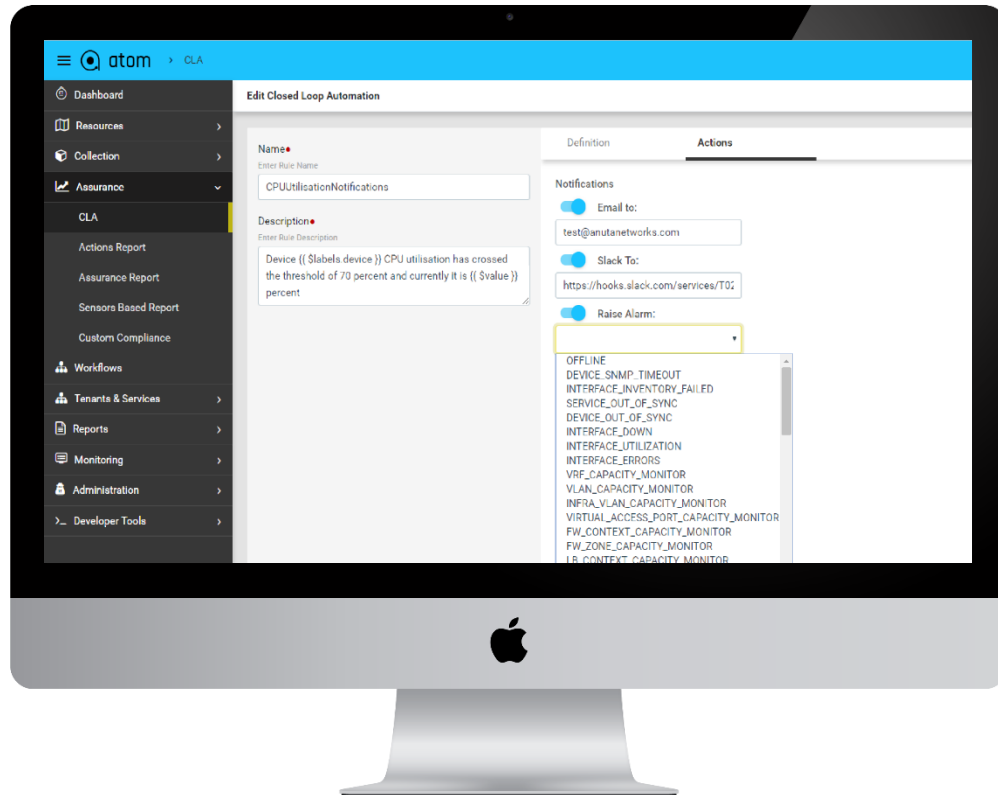 atom > CLA
Dashboard
Resources
Collection
Assurance
CLA
Actions Report
Assurance Report
Sensors Based Report
Custom Compliance
Workflows
Tenants & Services
Reports
Monitoring
Administration
Developer Tools
Edit Closed Loop Automation
Name
Enter Rule Name
CPUUtilisationNotifications
Description
Enter Rule Description
Device {{ $labels.device }} CPU utilisation has crossed
the threshold of 70 percent and currently it is {{ $value }}
percent
Definition Actions
Notifications
Email to:
test@anutanetworks.com
Slack To:
https://hooks.slack.com/services/T02
Raise Alarm:
OFFLINE
DEVICE_SNMP_TIMEOUT
INTERFACE_INVENTORY_FAILED
SERVICE_OUT_OF_SYNC
DEVICE_OUT_OF_SYNC
INTERFACE_DOWN
INTERFACE_UTILIZATION
INTERFACE_ERRORS
VRF_CAPACITY_MONITOR
VLAN_CAPACITY_MONITOR
INFRA_VLAN_CAPACITY_MONITOR
VIRTUAL_ACCESS_PORT_CAPACITY_MONITOR
FW_CONTEXT_CAPACITY_MONITOR
FW_ZONE_CAPACITY_MONITOR
LB_CONTEXT_CAPACITY_MONITOR